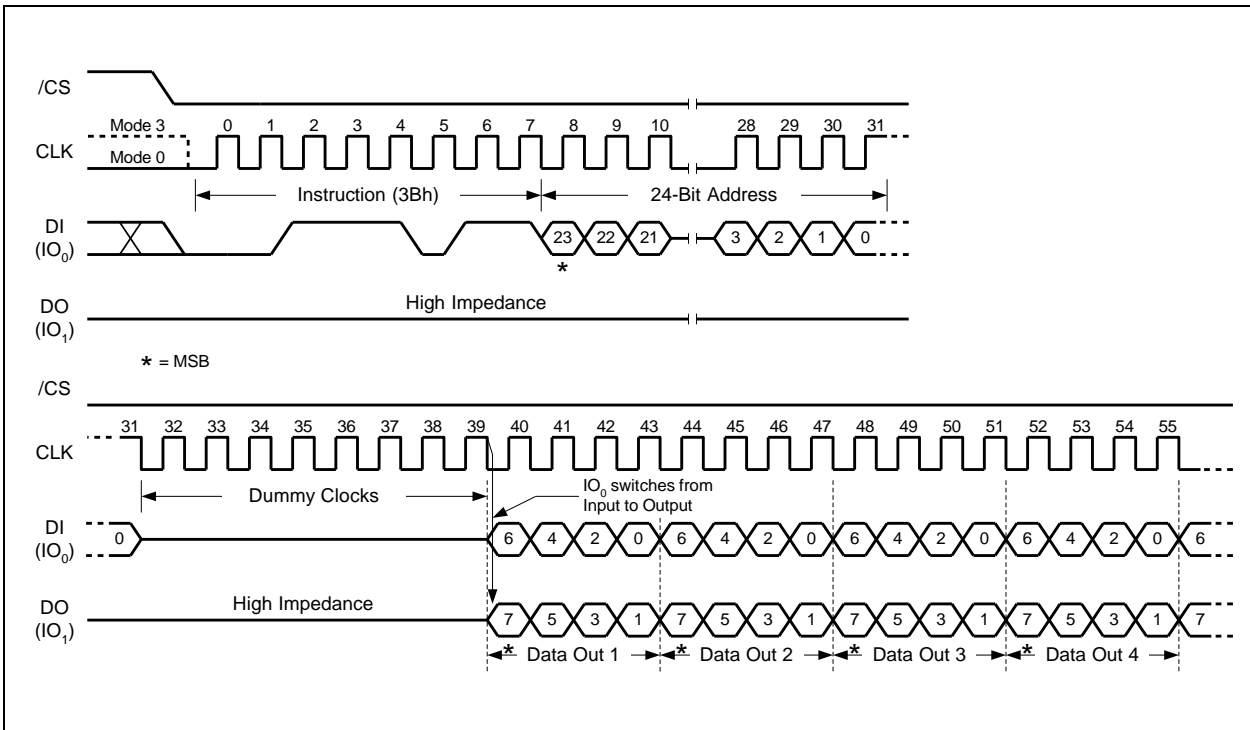 /CS
Mode 3 0 1 2 3 4 5 6 7 8 9 10 28 29 30 31
CLK Mode 0
Instruction (3Bh) 24-Bit Address
DI
(IO0) 23 22 21 3 2 1 0
*
High Impedance
DO
(IO1)
* = MSB
/CS
31 32 33 34 35 36 37 38 39 40 41 42 43 44 45 46 47 48 49 50 51 52 53 54 55
CLK
Dummy Clocks
IO0 switches from
Input to Output
DI
(IO0) 0 6 4 2 0 6 4 2 0 6 4 2 0 6 4 2 0 6
High Impedance
DO
(IO1) 7 5 3 1 7 5 3 1 7 5 3 1 7 5 3 1 7
* Data Out 1 * Data Out 2 * Data Out 3 * Data Out 4